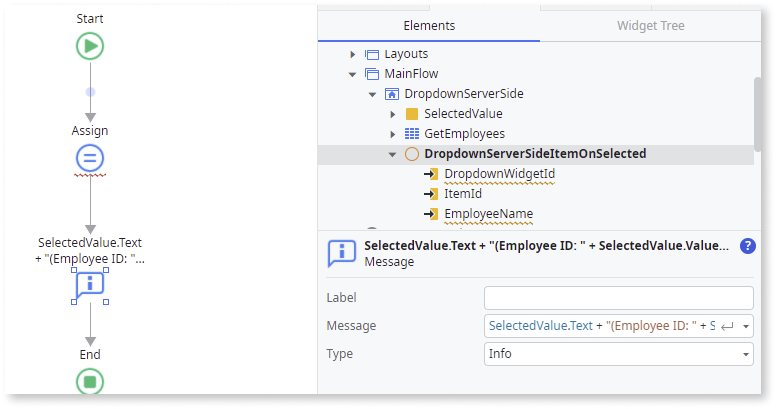 Start
Assign
SelectedValue.Text
+ "(Employee ID: "...
End
Elements
Widget Tree
Layouts
MainFlow
DropdownServerSide
SelectedValue
GetEmployees
DropdownServerSideItemOnSelected
DropdownWidgetId
ItemId
EmployeeName
SelectedValue.Text + "(Employee ID: " + SelectedValue.Value...
?
Message
Label
Message
SelectedValue.Text + "(Employee ID: " + S
Type
Info